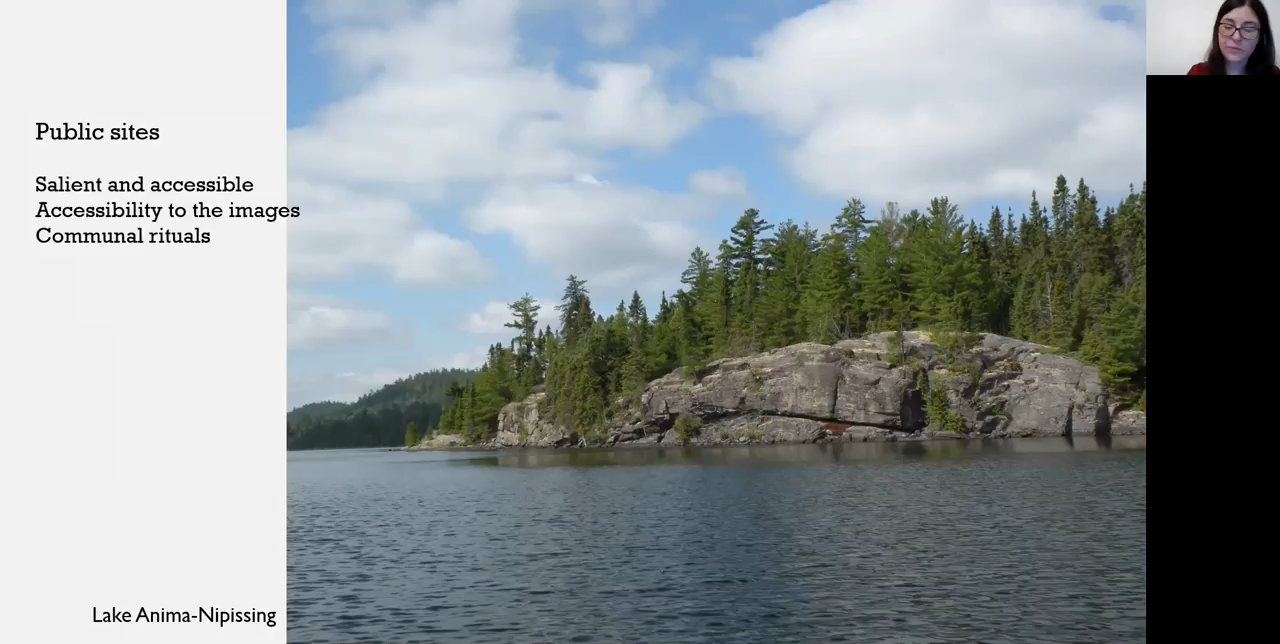 Public sites
Salient and accessible
Accessibility to the images
Communal rituals
Lake Anima-Nipissing